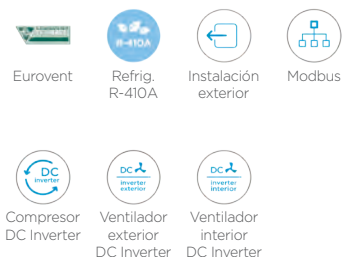 R-410A
Eurovent
Refrig.
R-410A
Instalación
exterior
Modbus
DC
inverter
DC
inverter
exterior
DC
inverter
interior
Compresor
DC Inverter
Ventilador
exterior
DC Inverter
Ventilador
interior
DC Inverter